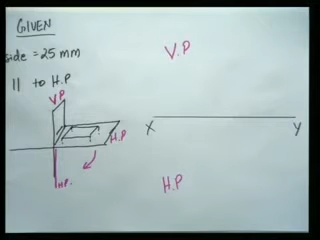 GIVEN
side = 25 mm
|| to H.P
V.P
H.P
H.P.
V.P
X
Y
H.P